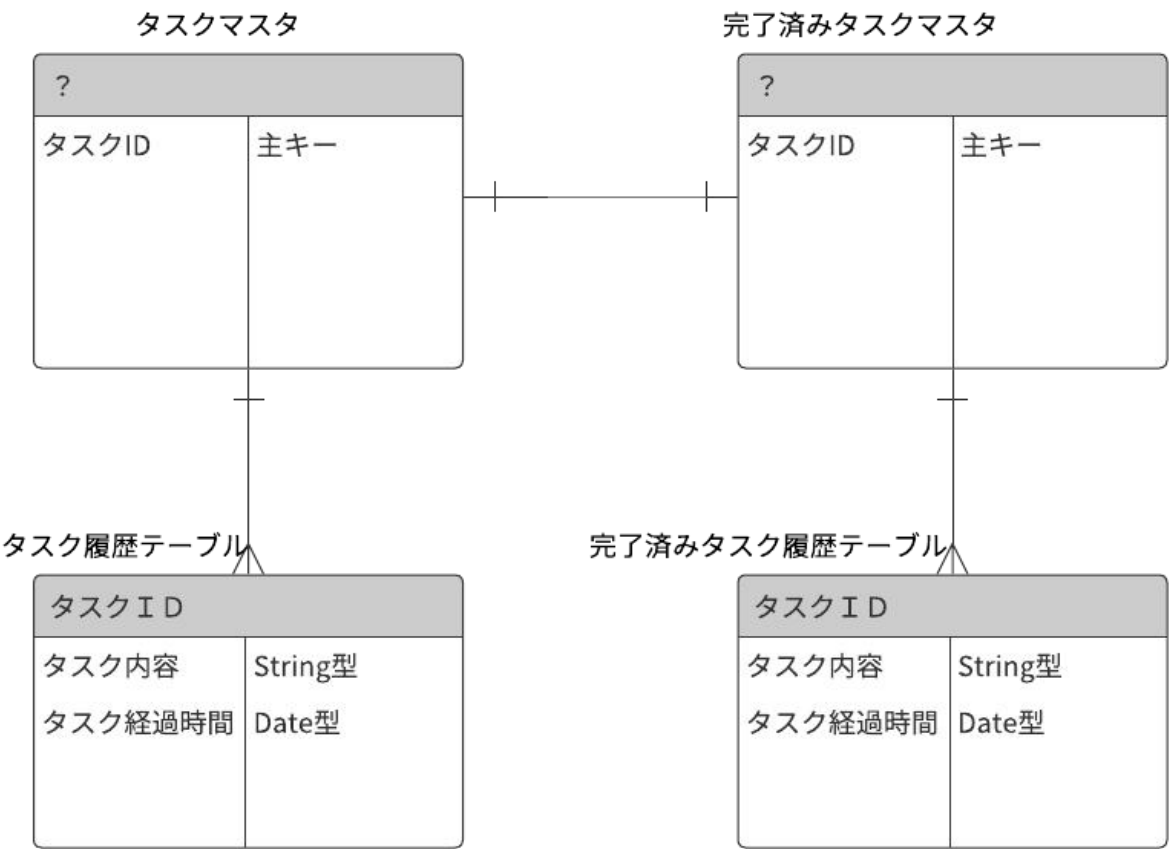 タスクマスタ
完了済みタスクマスタ
？
？
タスクID
主キー
タスクID
主キー
タスク履歴テーブル
完了済みタスク履歴テーブル
タスクＩＤ
タスクＩＤ
タスク内容
String型
タスク内容
String型
タスク経過時間
Date型
タスク経過時間
Date型